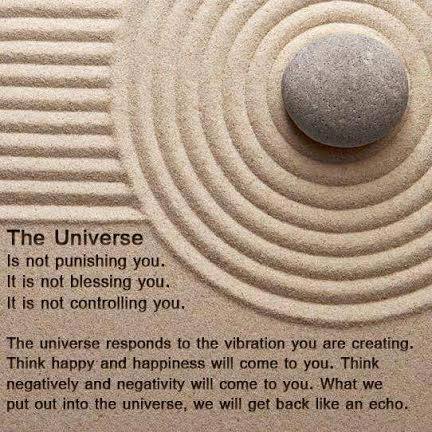 The Universe
Is not punishing you.
It is not blessing you.
It is not controlling you.
The universe responds to the vibration you are creating.
Think happy and happiness will come to you. Think
negatively and negativity will come to you. What we
put out into the universe, we will get back like an echo.